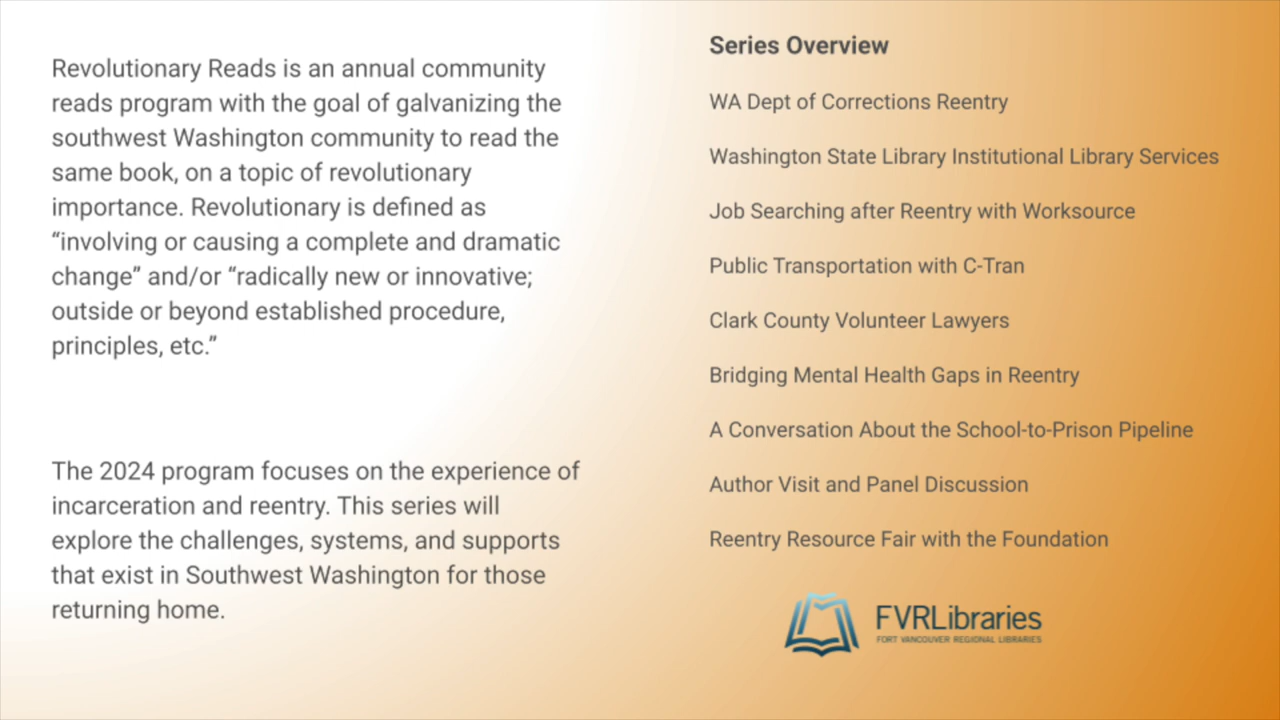 Revolutionary Reads is an annual community
reads program with the goal of galvanizing the
southwest Washington community to read the
same book, on a topic of revolutionary
importance. Revolutionary is defined as
“involving or causing a complete and dramatic
change” and/or “radically new or innovative;
outside or beyond established procedure,
principles, etc.”
The 2024 program focuses on the experience of
incarceration and reentry. This series will
explore the challenges, systems, and supports
that exist in Southwest Washington for those
returning home.
Series Overview
WA Dept of Corrections Reentry
Washington State Library Institutional Library Services
Job Searching after Reentry with Worksource
Public Transportation with C-Tran
Clark County Volunteer Lawyers
Bridging Mental Health Gaps in Reentry
A Conversation About the School-to-Prison Pipeline
Author Visit and Panel Discussion
Reentry Resource Fair with the Foundation
FVRLibraries
FORT VANCOUVER REGIONAL LIBRARIES